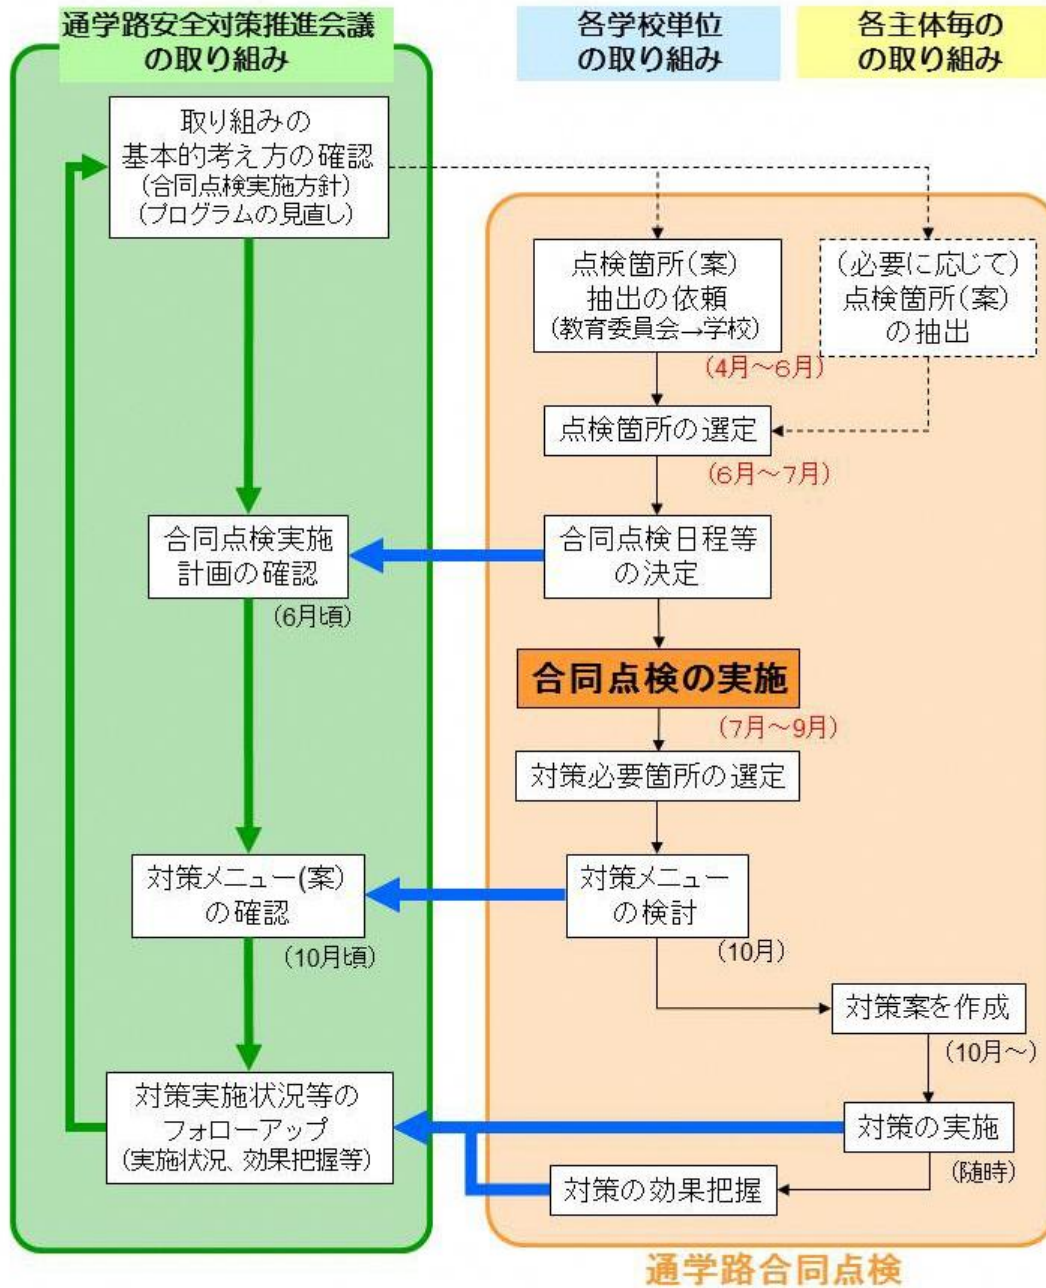 通学路安全対策推進会議
の取り組み
各学校単位
の取り組み
各主体毎の
の取り組み
取り組みの
基本的考え方の確認
(合同点検実施方針)
(プログラムの見直し)
点検箇所(案)
抽出の依頼
(教育委員会→学校)
(4月～6月)
(必要に応じて)
点検箇所(案)
の抽出
点検箇所の選定
(6月～7月)
合同点検実施
計画の確認
(6月頃)
合同点検日程等
の決定
合同点検の実施
(7月～9月)
対策必要箇所の選定
対策メニュー(案)
の確認
(10月頃)
対策メニュー
の検討
(10月)
対策案を作成
(10月～)
対策実施状況等の
フォローアップ
(実施状況、効果把握等)
対策の実施
(随時)
対策の効果把握
通学路合同点検